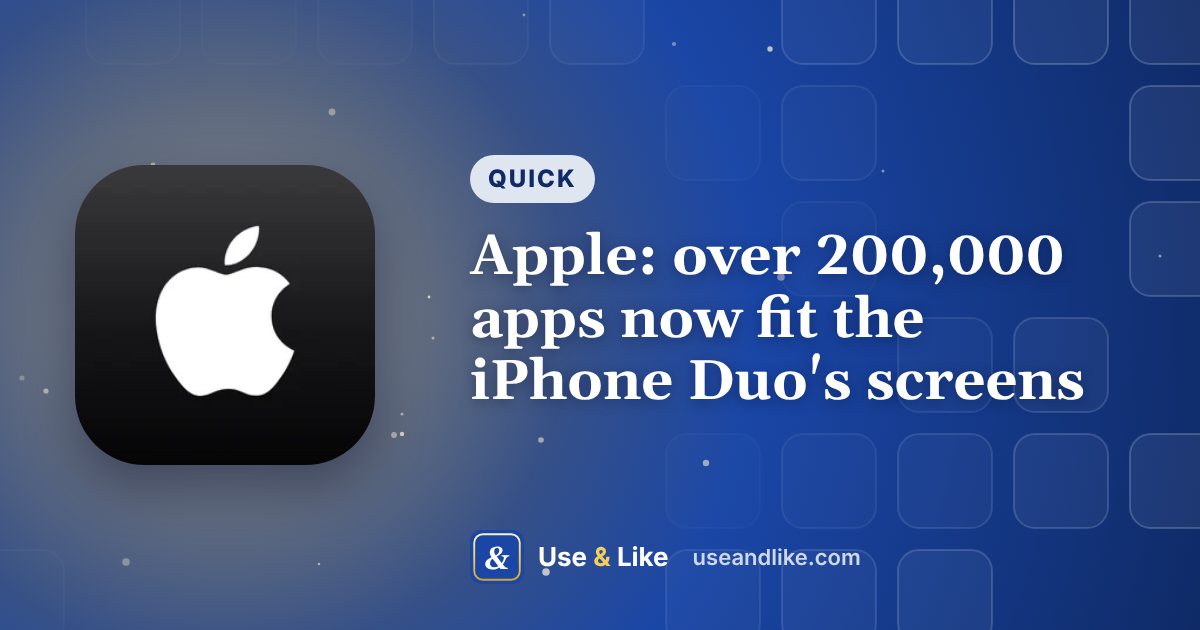 QUICK
Apple: over 200,000
apps now fit the
iPhone Duo's screens
& Use & Like useandlike.com